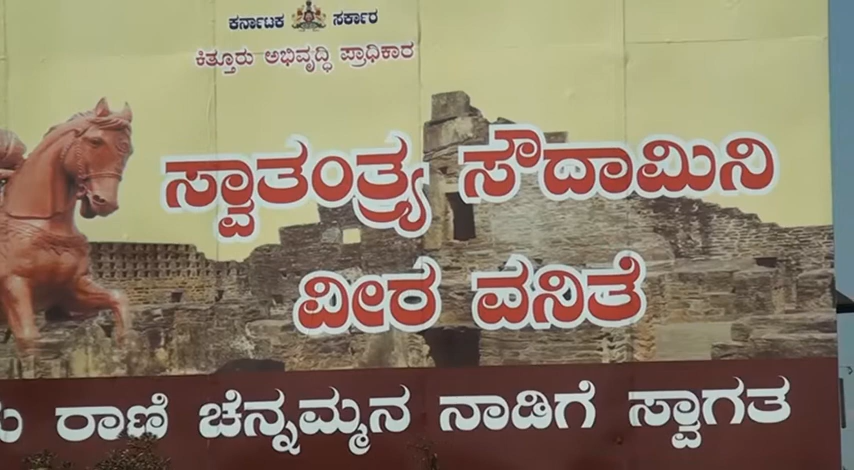 ಕರ್ನಾಟಕ ಸರ್ಕಾರ
ಕಿತ್ತೂರು ಅಭಿವೃದ್ಧಿ ಪ್ರಾಧಿಕಾರ
ಸ್ವಾತಂತ್ರ್ಯ ಸೌದಾಮಿನಿ
ವೀರ ವನಿತೆ
ರಾಣಿ ಚೆನ್ನಮ್ಮನ ನಾಡಿಗೆ ಸ್ವಾಗತ